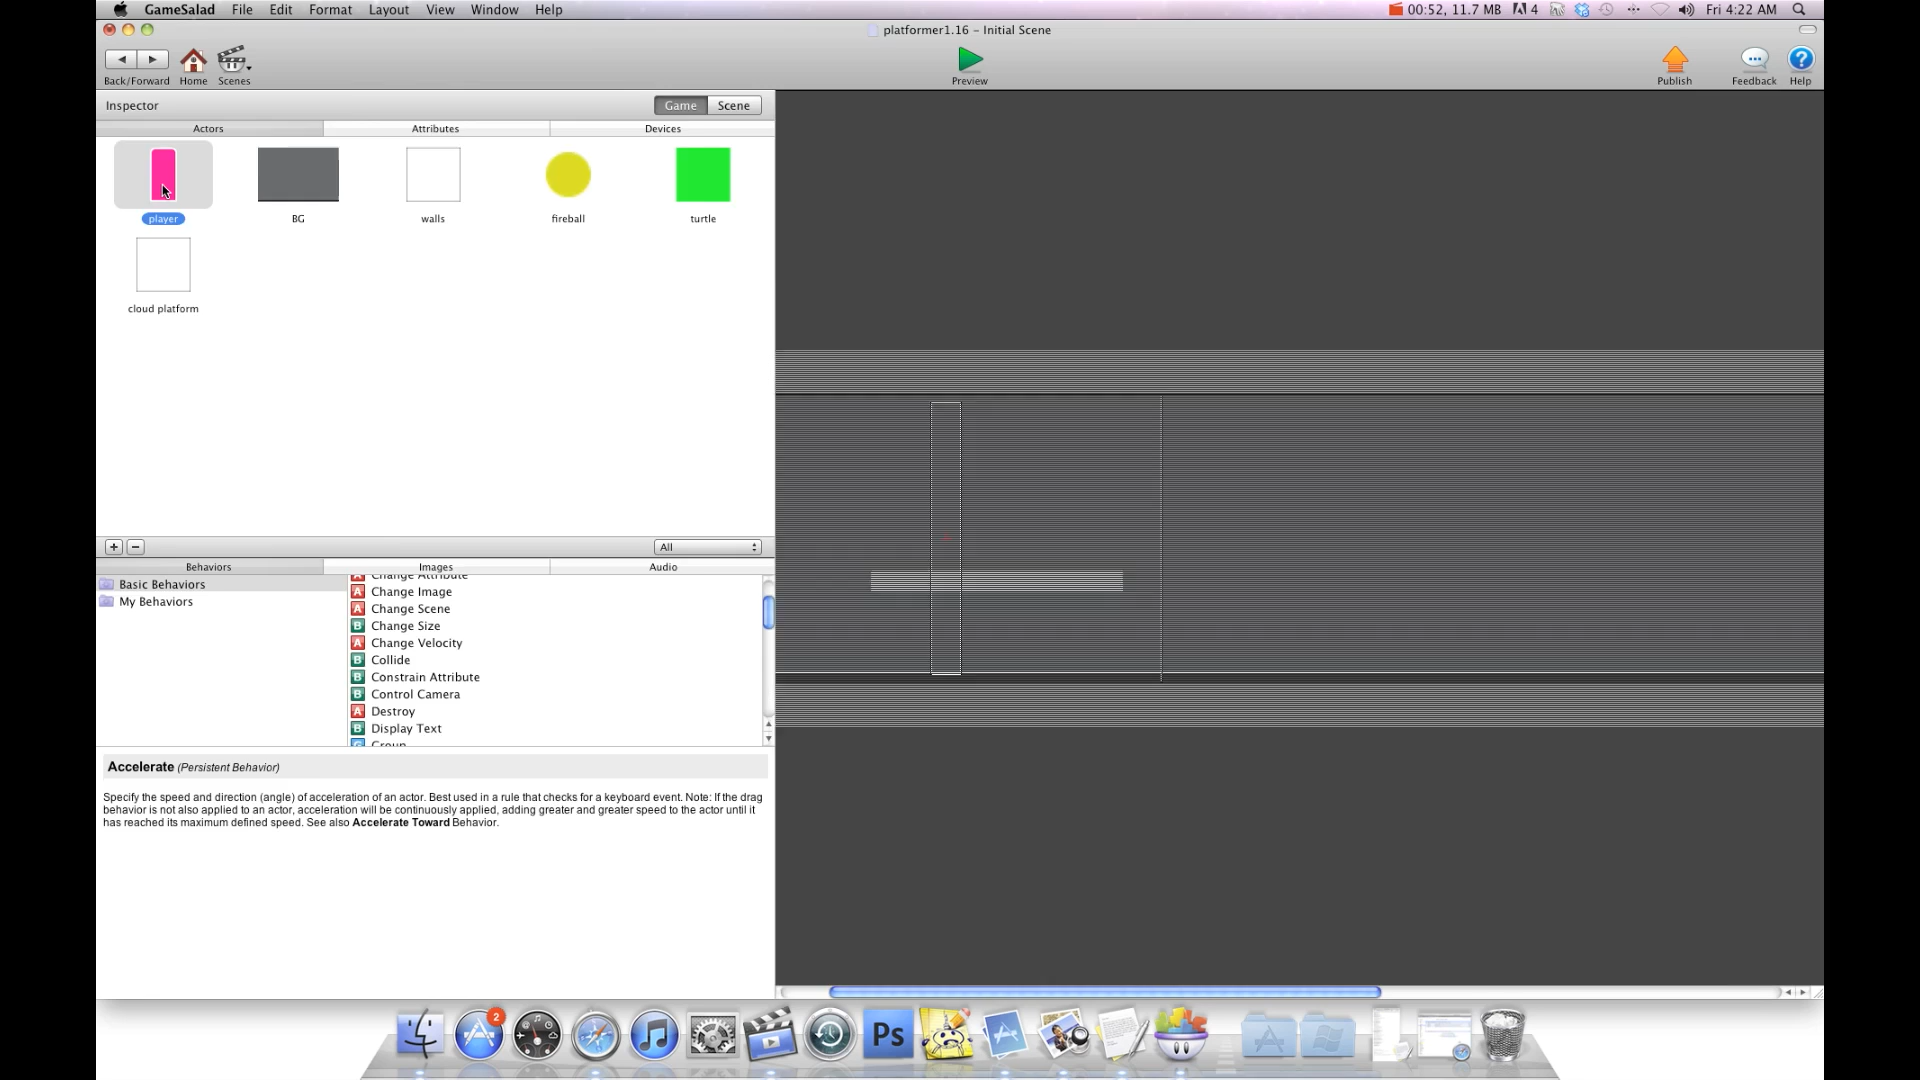 GameSalad File Edit Format Layout View Window Help 00:52, 11.7 MB 4 Fri 4:22 AM
platformer1.16 – Initial Scene
Back/Forward Home Scenes Preview Publish Feedback Help
Inspector Game Scene
Actors Attributes Devices
player BG walls fireball turtle
cloud platform
All
Behaviors Images Audio
Basic Behaviors
My Behaviors
Change Attribute
A Change Image
A Change Scene
B Change Size
A Change Velocity
B Collide
B Constrain Attribute
B Control Camera
A Destroy
B Display Text
Group
Accelerate (Persistent Behavior)
Specify the speed and direction (angle) of acceleration of an actor. Best used in a rule that checks for a keyboard event. Note: If the drag
behavior is not also applied to an actor, acceleration will be continuously applied, adding greater and greater speed to the actor until it
has reached its maximum defined speed. See also Accelerate Toward Behavior.
2
Ps